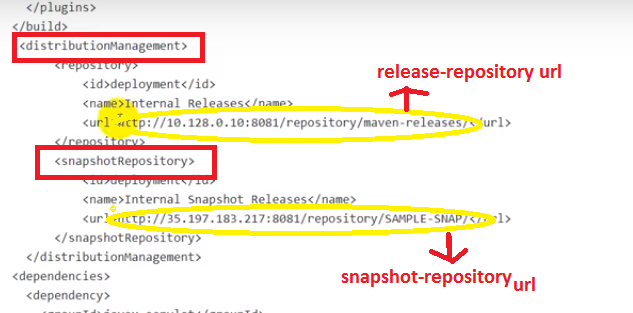 </plugins>
</build>
<distributionManagement>
<repository>
<id>deployment</id>
release-repository url
<name>Internal Releases</name>
<url>http://10.128.0.10:8081/repository/maven-releases/</url>
</repository>
<snapshotRepository>
<id>deployment</id>
<name>Internal Snapshot Releases</name>
<url>http://35.197.183.217:8081/repository/SAMPLE-SNAP/</url>
</snapshotRepository>
snapshot-repository url
</distributionManagement>
<dependencies>
<dependency>